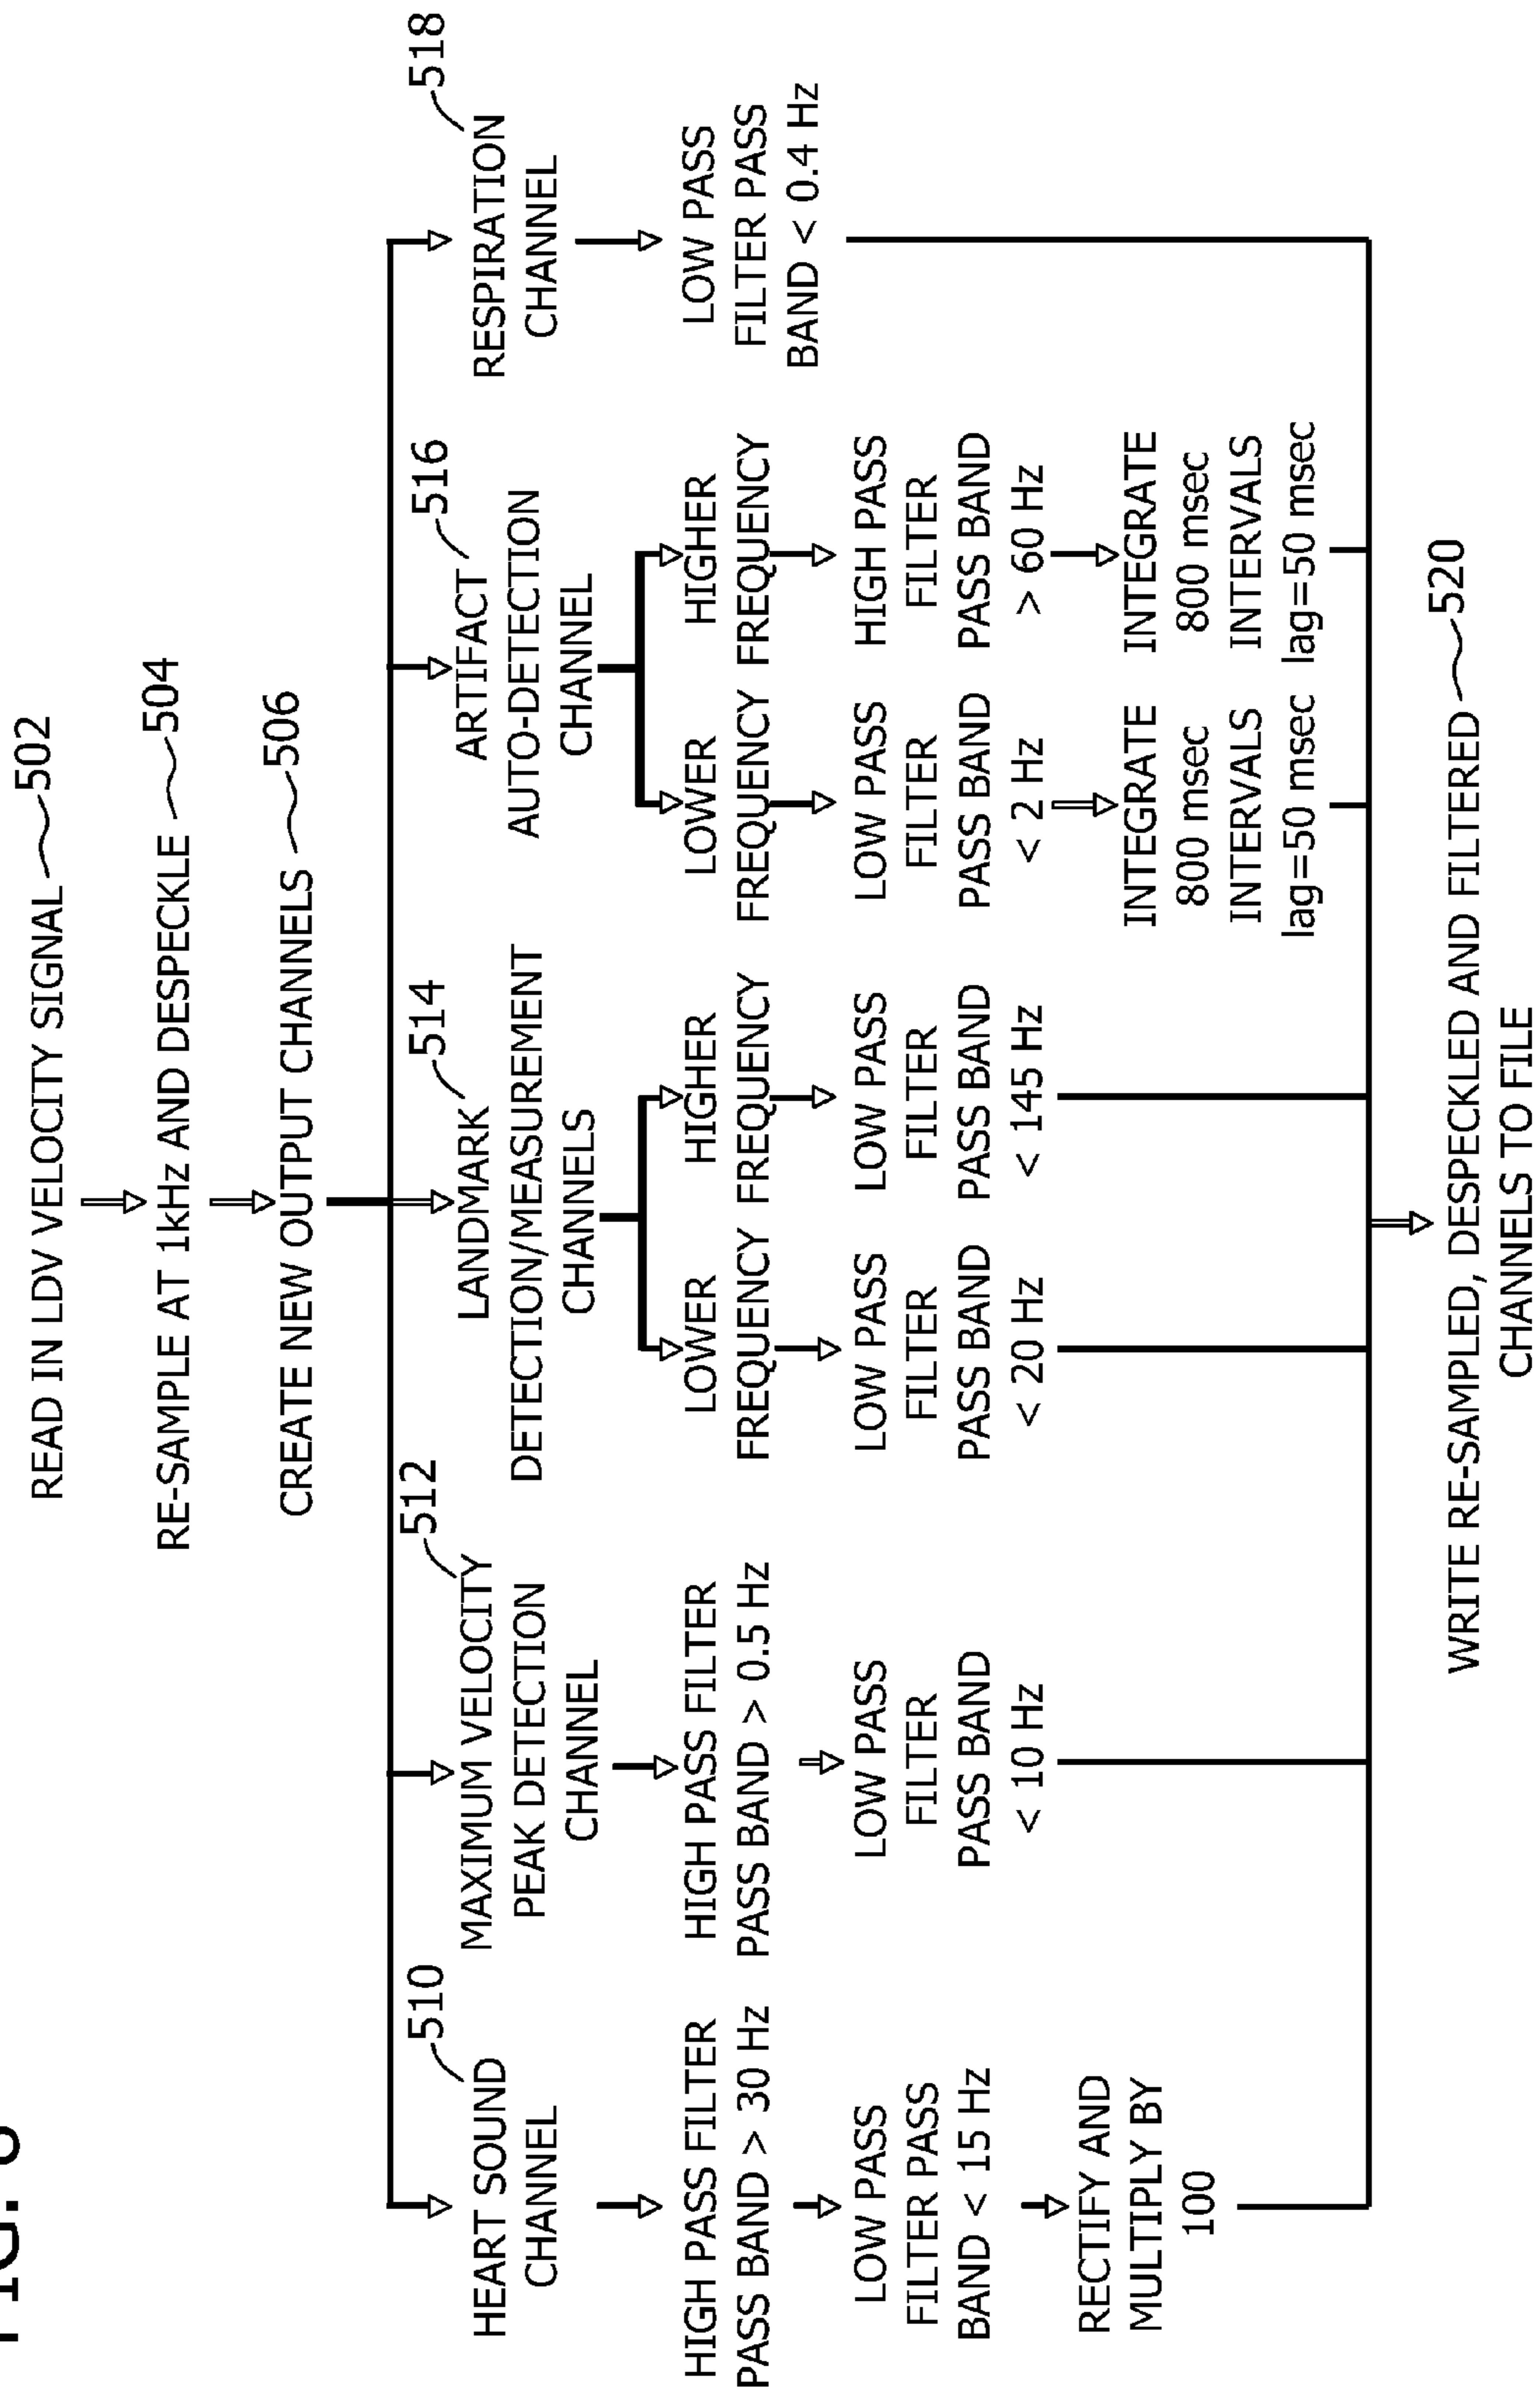 FIG.
READ IN LDV VELOCITY SIGNAL 502
RE-SAMPLE AT 1kHz AND DESPECKLE 504
CREATE NEW OUTPUT CHANNELS 506
510
HEART SOUND
CHANNEL
HIGH PASS FILTER
PASS BAND > 30 Hz
LOW PASS
FILTER PASS
BAND < 15 Hz
RECTIFY AND
MULTIPLY BY
100
512
MAXIMUM VELOCITY
PEAK DETECTION
CHANNEL
HIGH PASS FILTER
PASS BAND > 0.5 Hz
LOW PASS
FILTER
PASS BAND
< 10 Hz
514
LANDMARK
DETECTION/MEASUREMENT
CHANNELS
LOWER
FREQUENCY
LOW PASS
FILTER
PASS BAND
< 20 Hz
HIGHER
FREQUENCY
LOW PASS
FILTER
PASS BAND
< 145 Hz
516
ARTIFACT
AUTO-DETECTION
CHANNEL
LOWER
FREQUENCY
LOW PASS
FILTER
PASS BAND
< 2 Hz
INTEGRATE
800 msec
INTERVALS
lag=50 msec
HIGHER
FREQUENCY
HIGH PASS
FILTER
PASS BAND
> 60 Hz
INTEGRATE
800 msec
INTERVALS
lag=50 msec
518
RESPIRATION
CHANNEL
LOW PASS
FILTER PASS
BAND < 0.4 Hz
WRITE RE-SAMPLED, DESPECKLED AND FILTERED 520
CHANNELS TO FILE